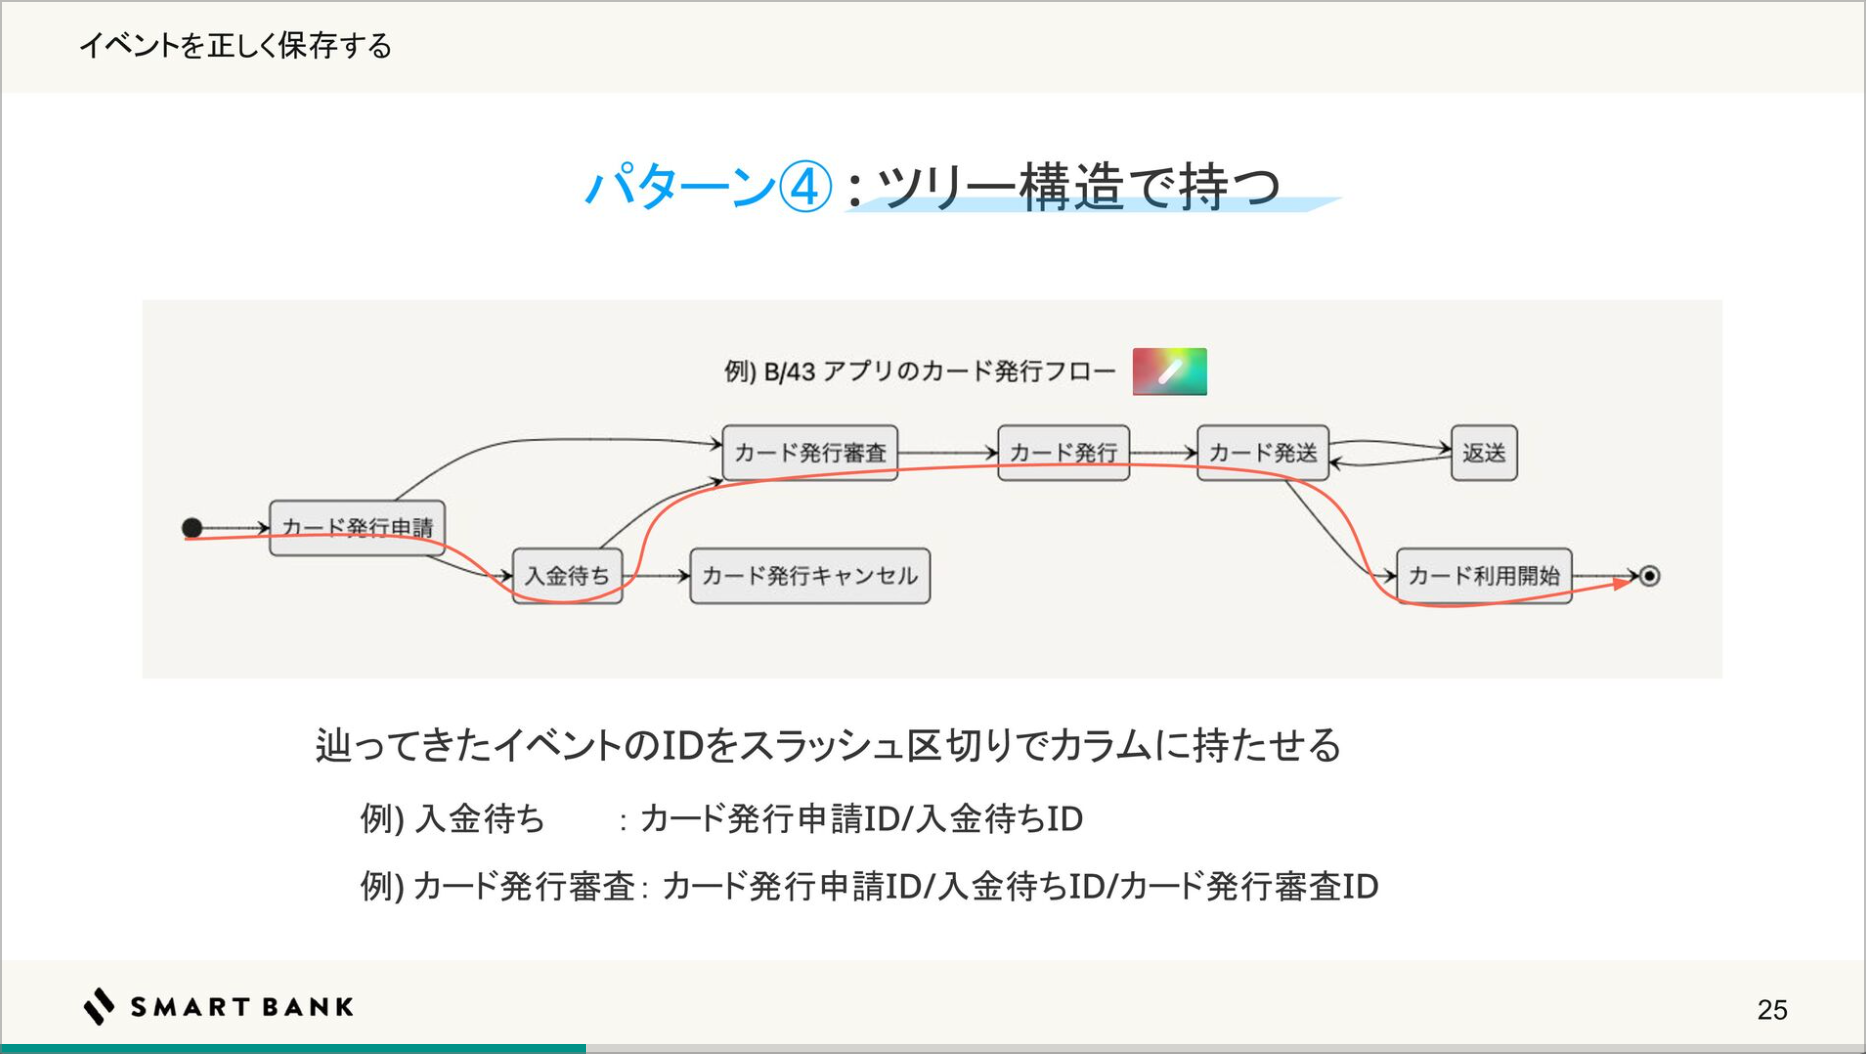 イベントを正しく保存する
パターン④ : ツリー構造で持つ
例) B/43 アプリのカード発行フロー
カード発行審査
カード発行
カード発送
返送
カード発行申請
入金待ち
カード発行キャンセル
カード利用開始
辿ってきたイベントのIDをスラッシュ区切りでカラムに持たせる
例) 入金待ち : カード発行申請ID/入金待ちID
例) カード発行審査 : カード発行申請ID/入金待ちID/カード発行審査ID
SMART BANK
25